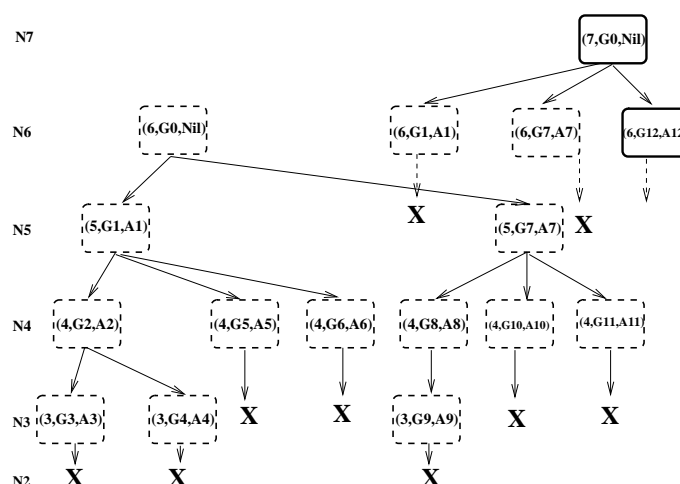 N7
(7,G0,Nil)
N6
(6,G0,Nil)
(6,G1,A1)
(6,G7,A7)
(6,G12,A12
X
N5
(5,G1,A1)
(5,G7,A7)
X
N4
(4,G2,A2)
(4,G5,A5)
(4,G6,A6)
(4,G8,A8)
(4,G10,A10)
(4,G11,A11)
N3
(3,G3,A3)
(3,G4,A4)
X
X
(3,G9,A9)
X
X
N2
X
X
X